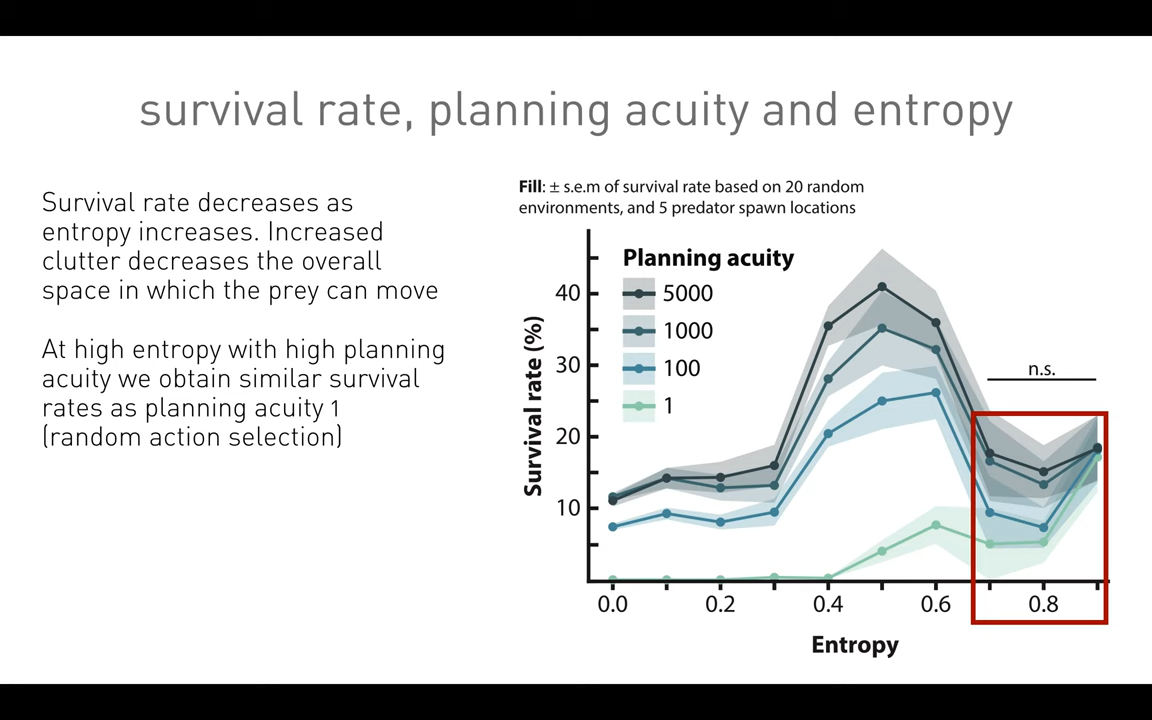 survival rate, planning acuity and entropy
Survival rate decreases as
entropy increases. Increased
clutter decreases the overall
space in which the prey can move
At high entropy with high planning
acuity we obtain similar survival
rates as planning acuity 1
(random action selection)
Fill: ± s.e.m of survival rate based on 20 random
environments, and 5 predator spawn locations
Planning acuity
5000
1000
100
1
n.s.
Survival rate (%)
40
30
20
10
0.0 0.2 0.4 0.6 0.8
Entropy